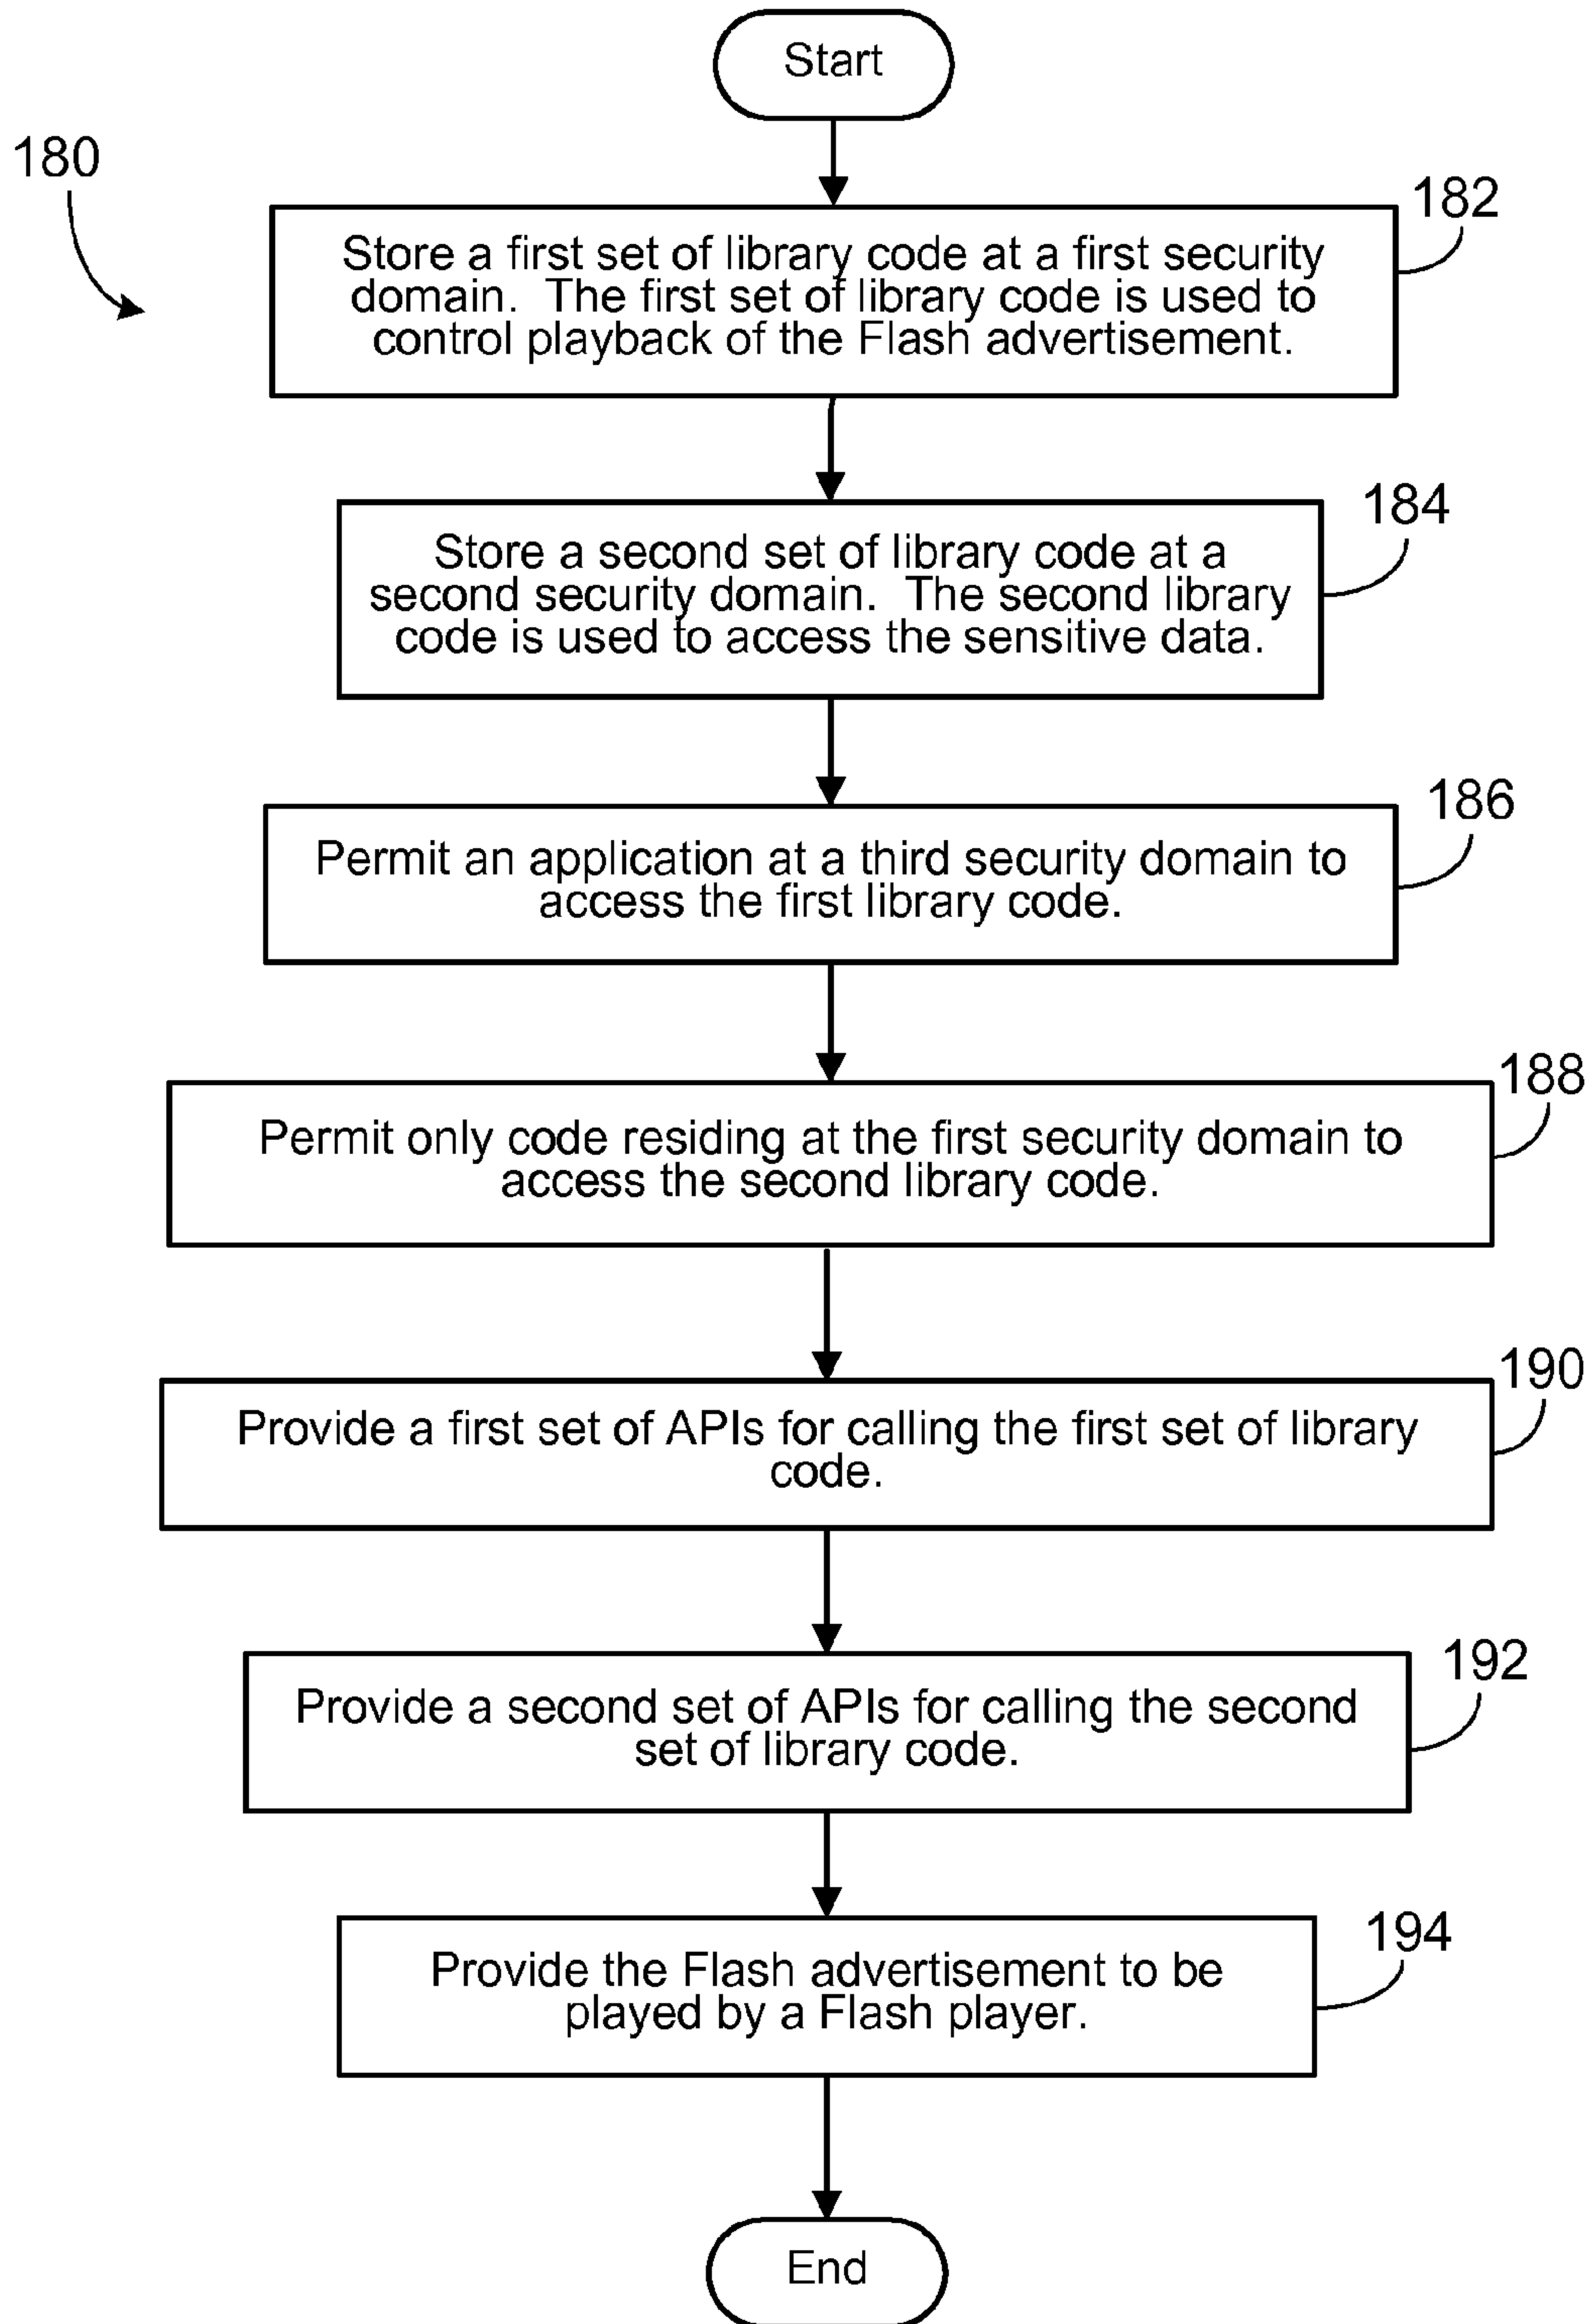 Start
180
182
Store a first set of library code at a first security
domain. The first set of library code is used to
control playback of the Flash advertisement.
184
Store a second set of library code at a
second security domain. The second library
code is used to access the sensitive data.
186
Permit an application at a third security domain to
access the first library code.
188
Permit only code residing at the first security domain to
access the second library code.
190
Provide a first set of APIs for calling the first set of library
code.
192
Provide a second set of APIs for calling the second
set of library code.
194
Provide the Flash advertisement to be
played by a Flash player.
End